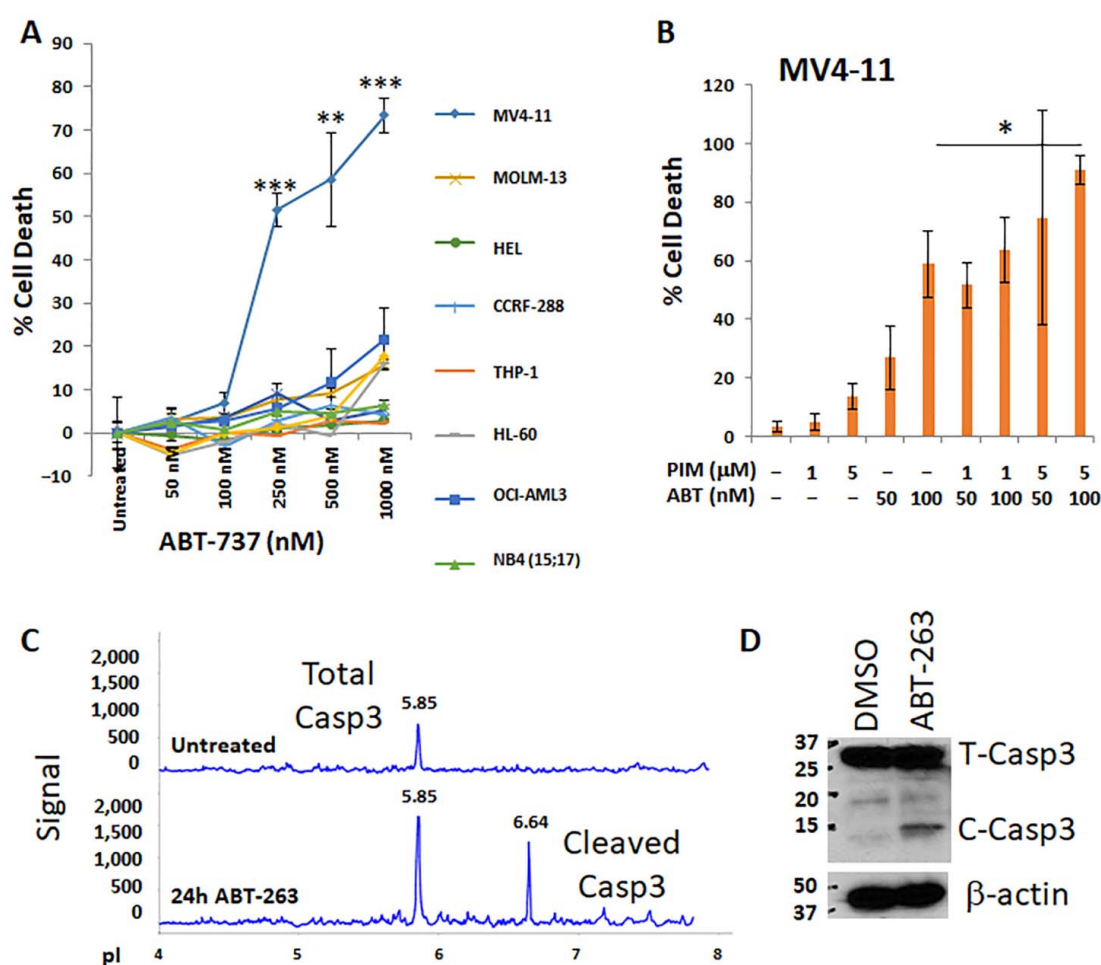 A
90
80
70
60
50
40
30
20
10
0
–10
% Cell Death
***
**
***
Untreated
50 nM
100 nM
250 nM
500 nM
1000 nM
ABT-737 (nM)
MV4-11
MOLM-13
HEL
CCRF-288
THP-1
HL-60
OCI-AML3
NB4 (15;17)
B
MV4-11
120
100
80
60
40
20
0
% Cell Death
*
PIM (μM) – 1 5 – – 1 1 5 5
ABT (nM) – – – 50 100 50 100 50 100
C
Signal
2,000
1,500
1,000
500
0
Total
Casp3
5.85
Untreated
2,000
1,500
1,000
500
0
5.85
6.64
Cleaved
Casp3
24h ABT-263
pI 4 5 6 7 8
D
DMSO
ABT-263
37
25
20
15
T-Casp3
C-Casp3
50
37
β-actin